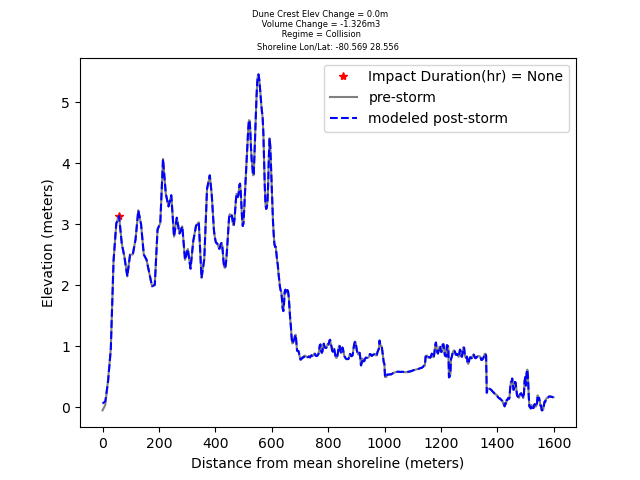 Dune Crest Elev Change = 0.0m
Volume Change = -1.326m3
Regime = Collision
Shoreline Lon/Lat: -80.569 28.556
Impact Duration(hr) = None
pre-storm
modeled post-storm
Elevation (meters)
5
4
3
2
1
0
0
200
400
600
800
1000
1200
1400
1600
Distance from mean shoreline (meters)